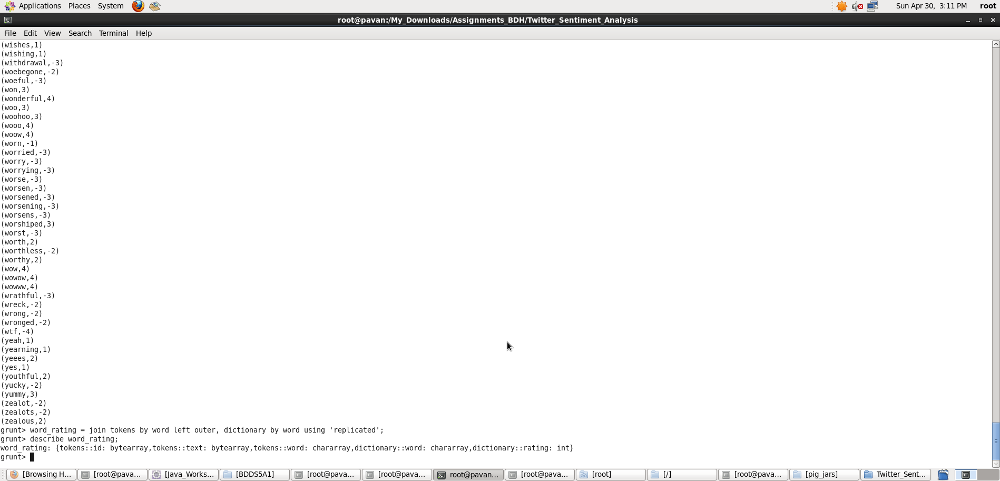 Applications Places System Sun Apr 30, 3:11 PM root
root@pavan:/My_Downloads/Assignments_BDH/Twitter_Sentiment_Analysis
File Edit View Search Terminal Help
(wishes,1)
(wishing,1)
(withdrawal,-3)
(woebegone,-2)
(woeful,-3)
(won,3)
(wonderful,4)
(woo,3)
(woohoo,3)
(wooo,4)
(woow,4)
(worn,-1)
(worried,-3)
(worry,-3)
(worrying,-3)
(worse,-3)
(worsen,-3)
(worsened,-3)
(worsening,-3)
(worsens,-3)
(worshiped,3)
(worst,-3)
(worth,2)
(worthless,-2)
(worthy,2)
(wow,4)
(wowow,4)
(wowww,4)
(wrathful,-3)
(wreck,-2)
(wrong,-2)
(wronged,-2)
(wtf,-4)
(yeah,1)
(yearning,1)
(yeees,2)
(yes,1)
(youthful,2)
(yucky,-2)
(yummy,3)
(zealot,-2)
(zealots,-2)
(zealous,2)
grunt> word_rating = join tokens by word left outer, dictionary by word using 'replicated';
grunt> describe word_rating;
word_rating: {tokens::id: bytearray,tokens::text: bytearray,tokens::word: chararray,dictionary::word: chararray,dictionary::rating: int}
grunt>
[Browsing H... [root@pava... [Java_Works... [BDDS5A1] [root@pava... [root@pava... root@pavan... [root@pava... [root] [/] [root@pava... [pig_jars] Twitter_Sent...